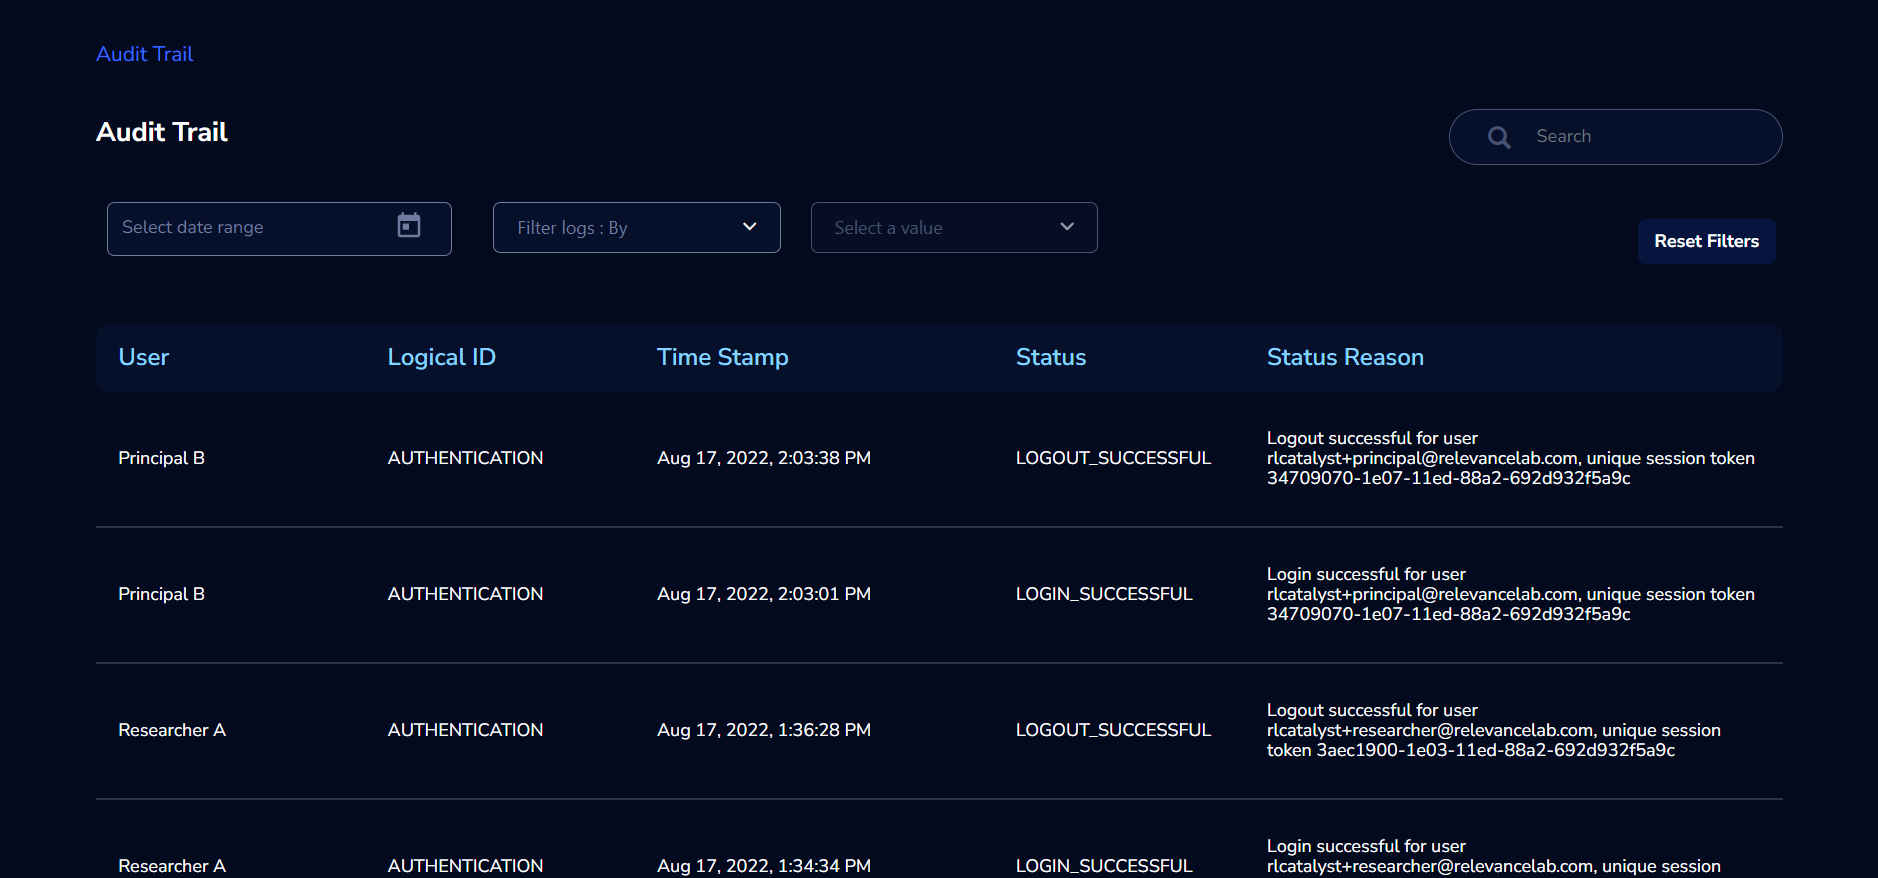 Audit Trail
Audit Trail
Search
Select date range
Filter logs : By
Select a value
Reset Filters
User Logical ID Time Stamp Status Status Reason
Logout successful for user
Principal B AUTHENTICATION Aug 17, 2022, 2:03:38 PM LOGOUT_SUCCESSFUL rlcatalyst+principal@relevancelab.com, unique session token
34709070-1e07-11ed-88a2-692d932f5a9c
Login successful for user
Principal B AUTHENTICATION Aug 17, 2022, 2:03:01 PM LOGIN_SUCCESSFUL rlcatalyst+principal@relevancelab.com, unique session token
34709070-1e07-11ed-88a2-692d932f5a9c
Logout successful for user
Researcher A AUTHENTICATION Aug 17, 2022, 1:36:28 PM LOGOUT_SUCCESSFUL rlcatalyst+researcher@relevancelab.com, unique session
token 3aec1900-1e03-11ed-88a2-692d932f5a9c
Login successful for user
Researcher A AUTHENTICATION Aug 17, 2022, 1:34:34 PM LOGIN_SUCCESSFUL rlcatalyst+researcher@relevancelab.com, unique session